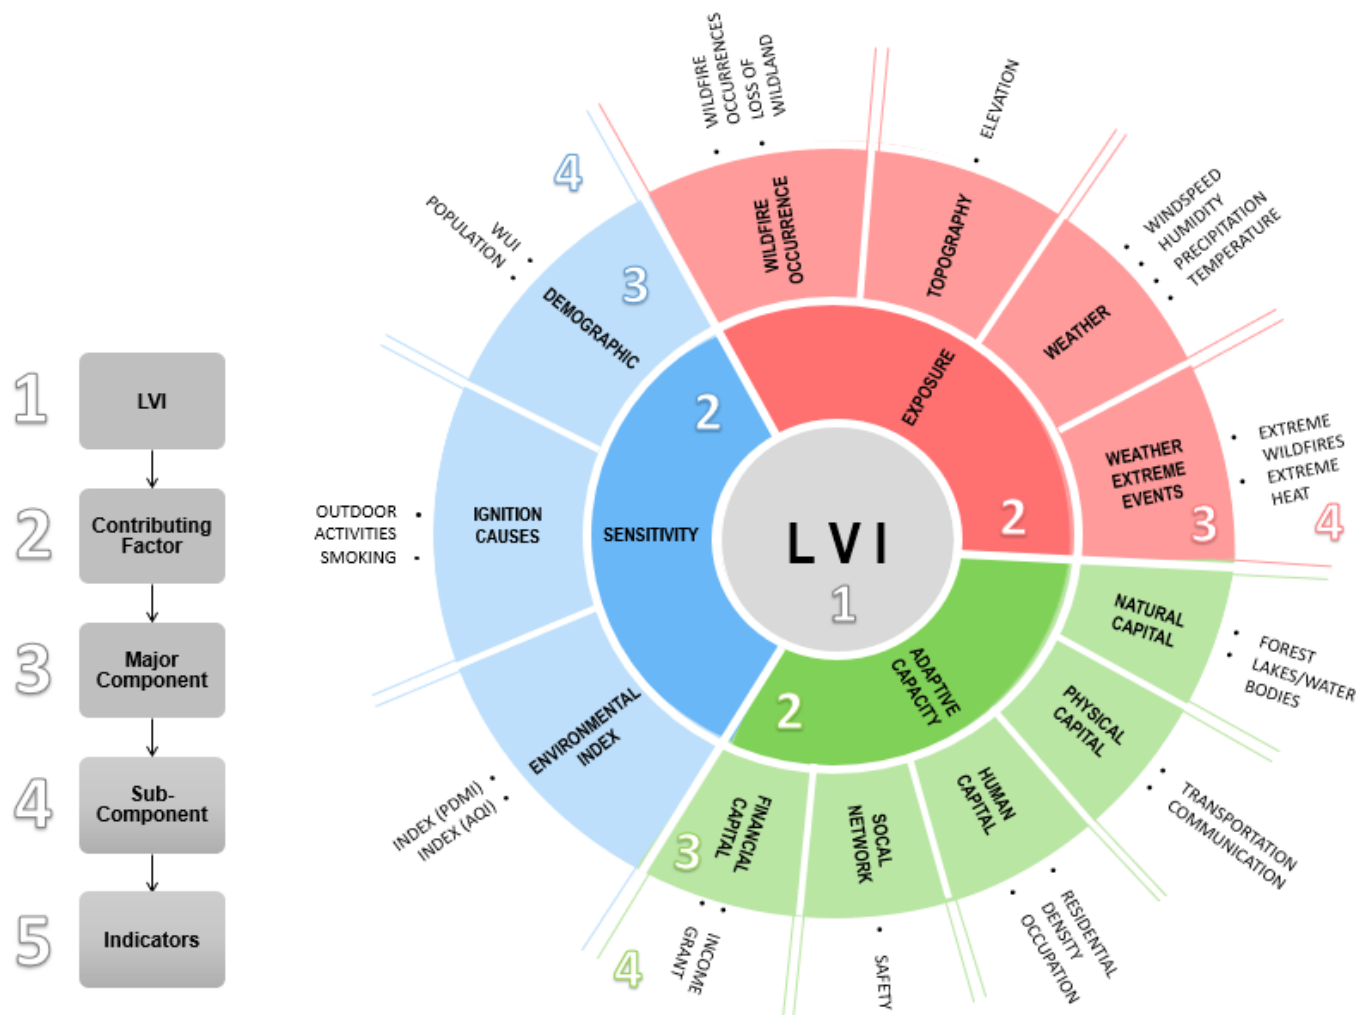 1
LVI
2
Contributing
Factor
3
Major
Component
4
Sub-
Component
5
Indicators
LVI
1
2
EXPOSURE
2
SENSITIVITY
2
ADAPTIVE
CAPACITY
WILDFIRE
OCCURRENCE
WILDFIRE
OCCURRENCES
LOSS OF
WILDLAND
TOPOGRAPHY
ELEVATION
WEATHER
WINDSPEED
HUMIDITY
PRECIPITATION
TEMPERATURE
WEATHER
EXTREME
EVENTS
3
EXTREME
WILDFIRES
EXTREME
HEAT
4
NATURAL
CAPITAL
FOREST
LAKES/WATER
BODIES
PHYSICAL
CAPITAL
TRANSPORTATION
COMMUNICATION
HUMAN
CAPITAL
RESIDENTIAL
DENSITY
OCCUPATION
SOCAL
NETWORK
SAFETY
FINANCIAL
CAPITAL
3
INCOME
GRANT
4
ENVIRONMENTAL
INDEX
INDEX (PDMI)
INDEX (AQI)
IGNITION
CAUSES
OUTDOOR
ACTIVITIES
SMOKING
DEMOGRAPHIC
3
WUI
POPULATION
4